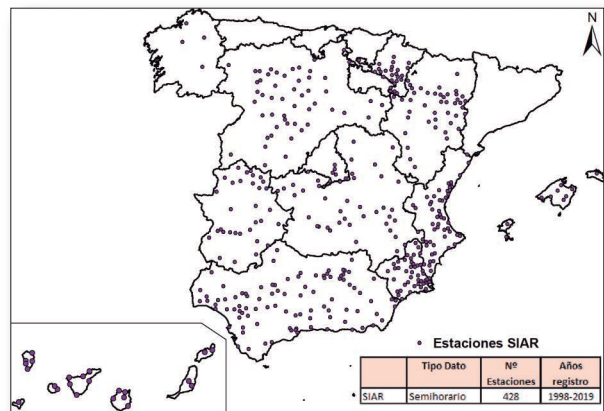 N
Estaciones SIAR
Tipo Dato Nº Estaciones Años registro
SIAR Semihorario 428 1998-2019